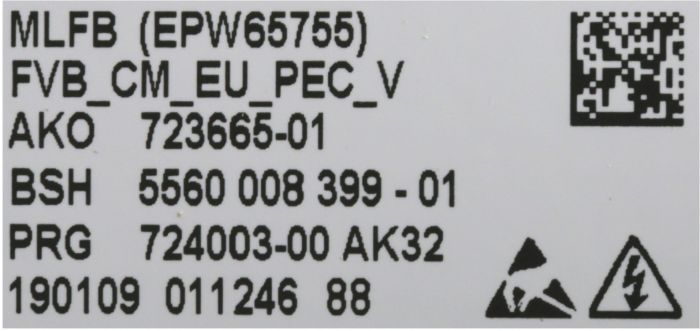 MLFB (EPW65755)
FVB_CM_EU_PEC_V
AKO 723665-01
BSH 5560 008 399 - 01
PRG 724003-00 AK32
190109 011246 88